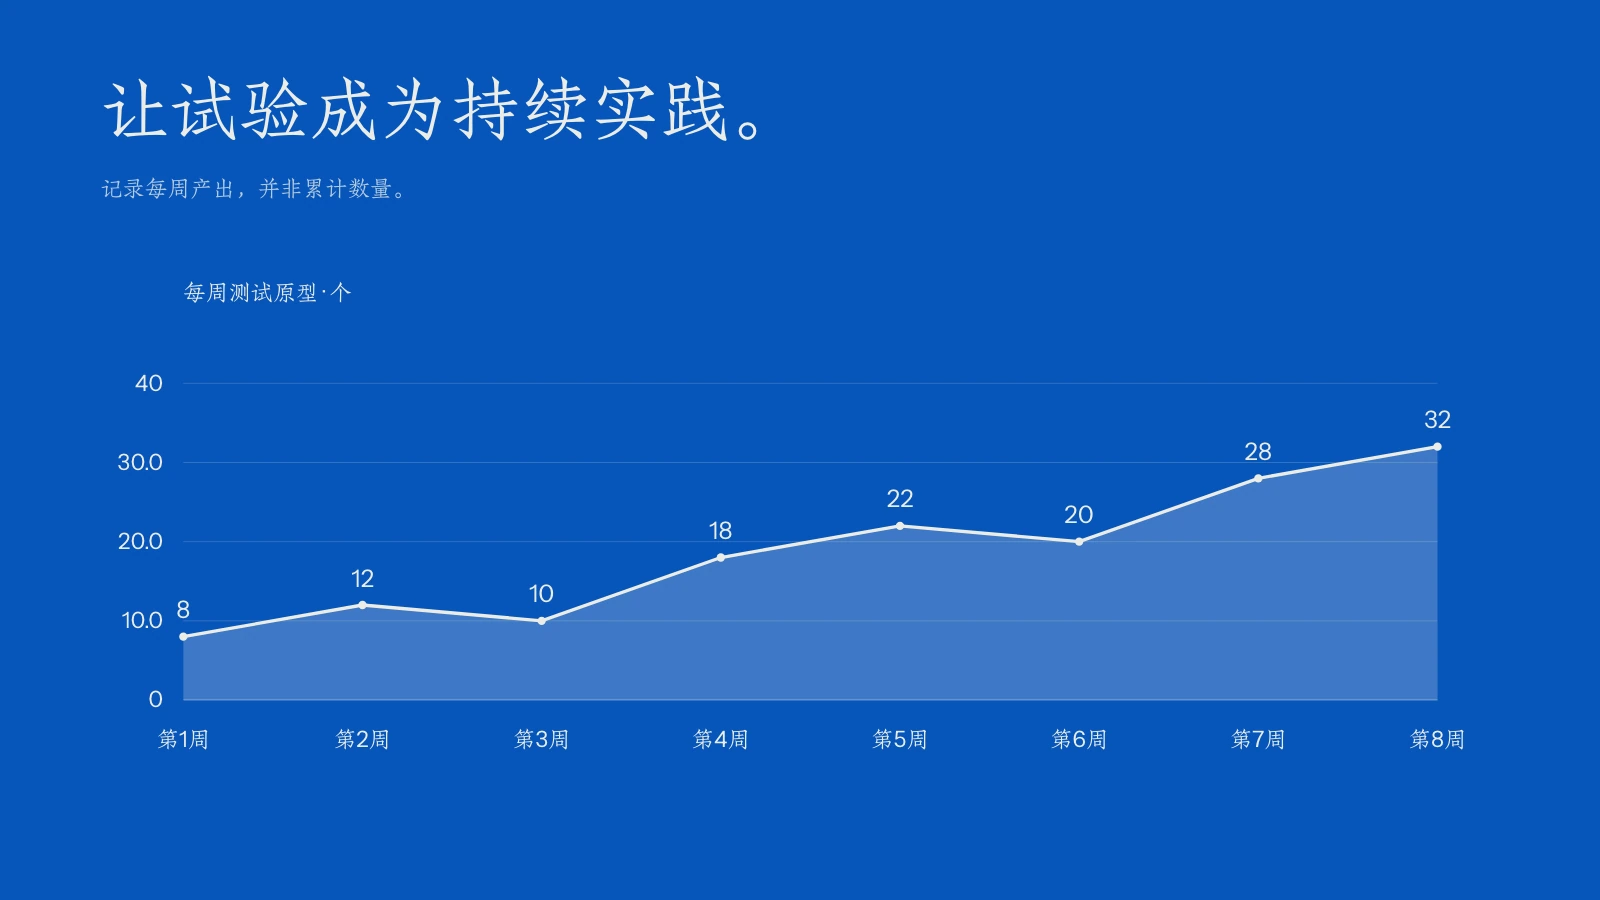 让试验成为持续实践。
记录每周产出，并非累计数量。
每周测试原型·个
40
30.0
20.0
10.0
0
8
12
10
18
22
20
28
32
第1周
第2周
第3周
第4周
第5周
第6周
第7周
第8周